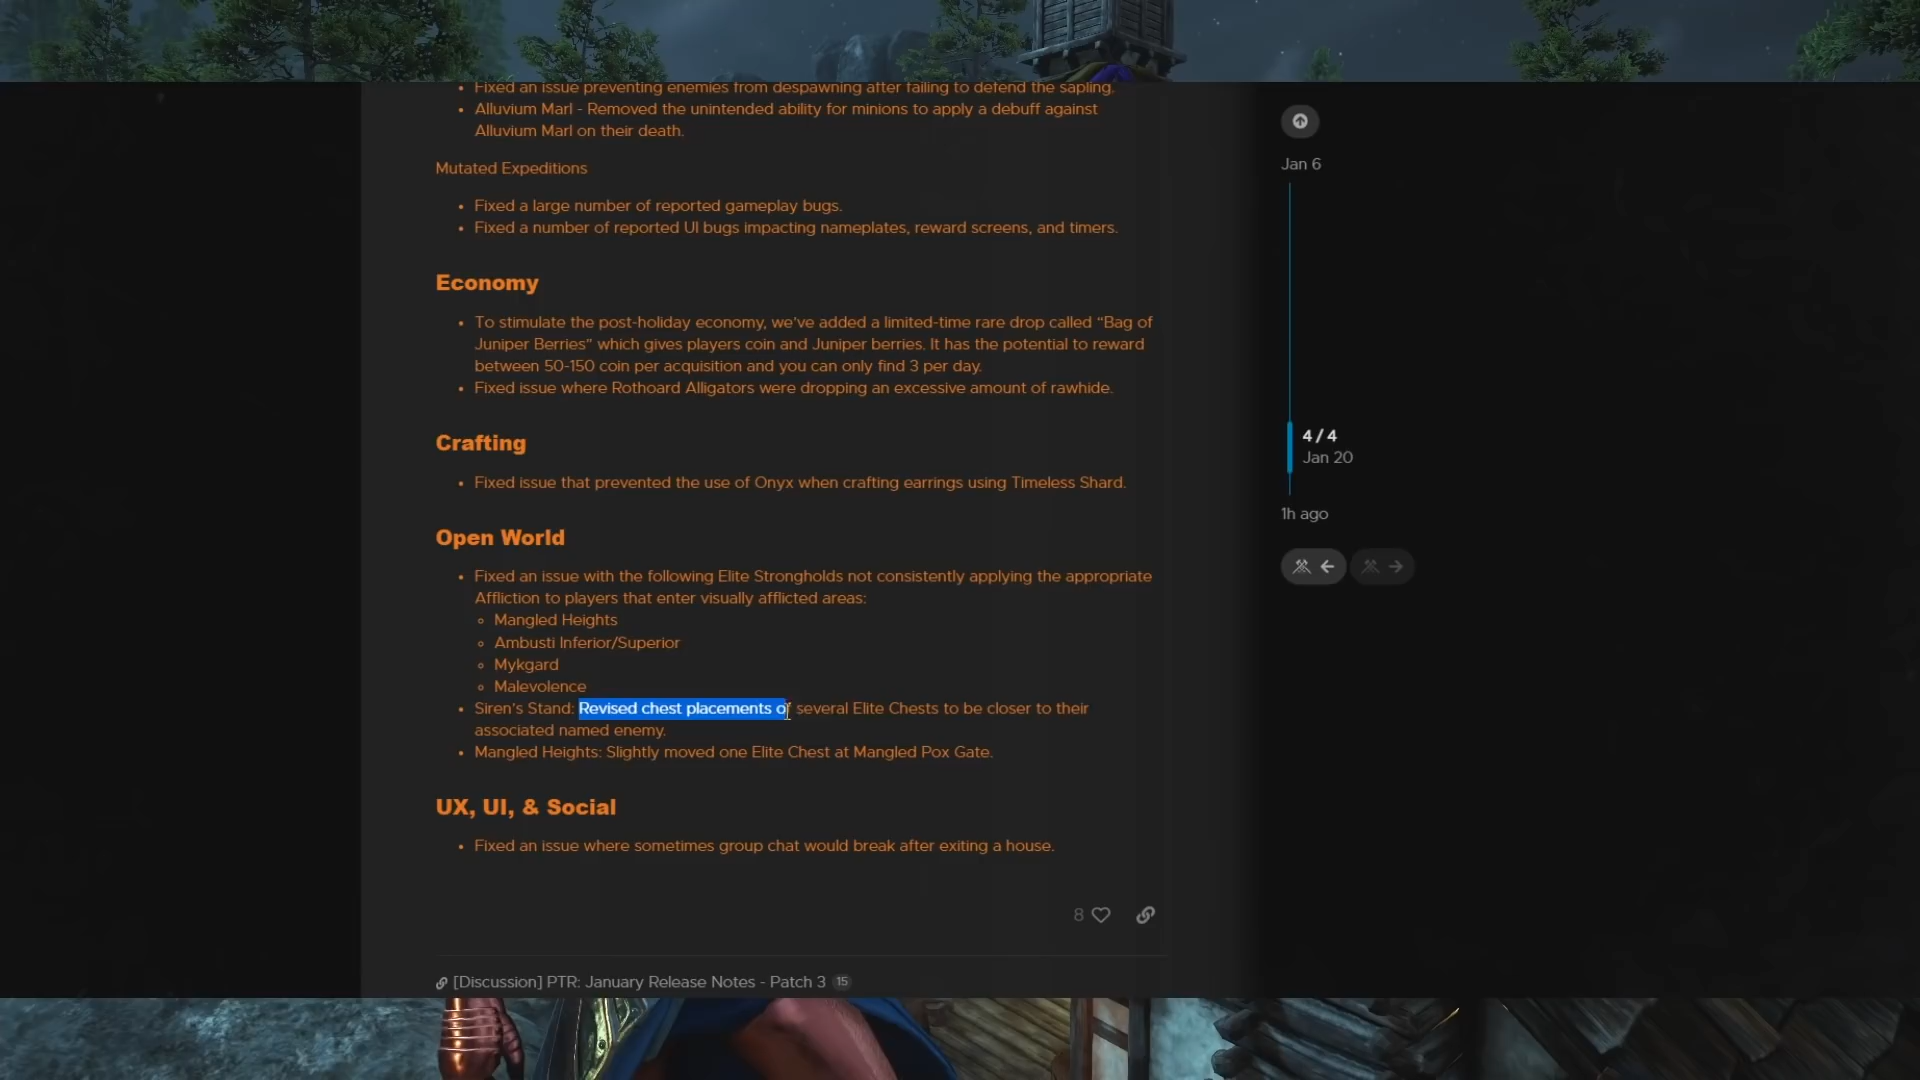 Fixed an issue preventing enemies from despawning after failing to defend the sapling.
Alluvium Marl - Removed the unintended ability for minions to apply a debuff against
Alluvium Marl on their death.
Mutated Expeditions
Fixed a large number of reported gameplay bugs.
Fixed a number of reported UI bugs impacting nameplates, reward screens, and timers.
Economy
To stimulate the post-holiday economy, we've added a limited-time rare drop called “Bag of
Juniper Berries” which gives players coin and Juniper berries. It has the potential to reward
between 50-150 coin per acquisition and you can only find 3 per day.
Fixed issue where Rothoard Alligators were dropping an excessive amount of rawhide.
Crafting
Fixed issue that prevented the use of Onyx when crafting earrings using Timeless Shard.
Open World
Fixed an issue with the following Elite Strongholds not consistently applying the appropriate
Affliction to players that enter visually afflicted areas:
Mangled Heights
Ambusti Inferior/Superior
Mykgard
Malevolence
Siren's Stand: Revised chest placements of several Elite Chests to be closer to their
associated named enemy.
Mangled Heights: Slightly moved one Elite Chest at Mangled Pox Gate.
UX, UI, & Social
Fixed an issue where sometimes group chat would break after exiting a house.
8
[Discussion] PTR: January Release Notes - Patch 3 15
Jan 6
4 / 4
Jan 20
1h ago